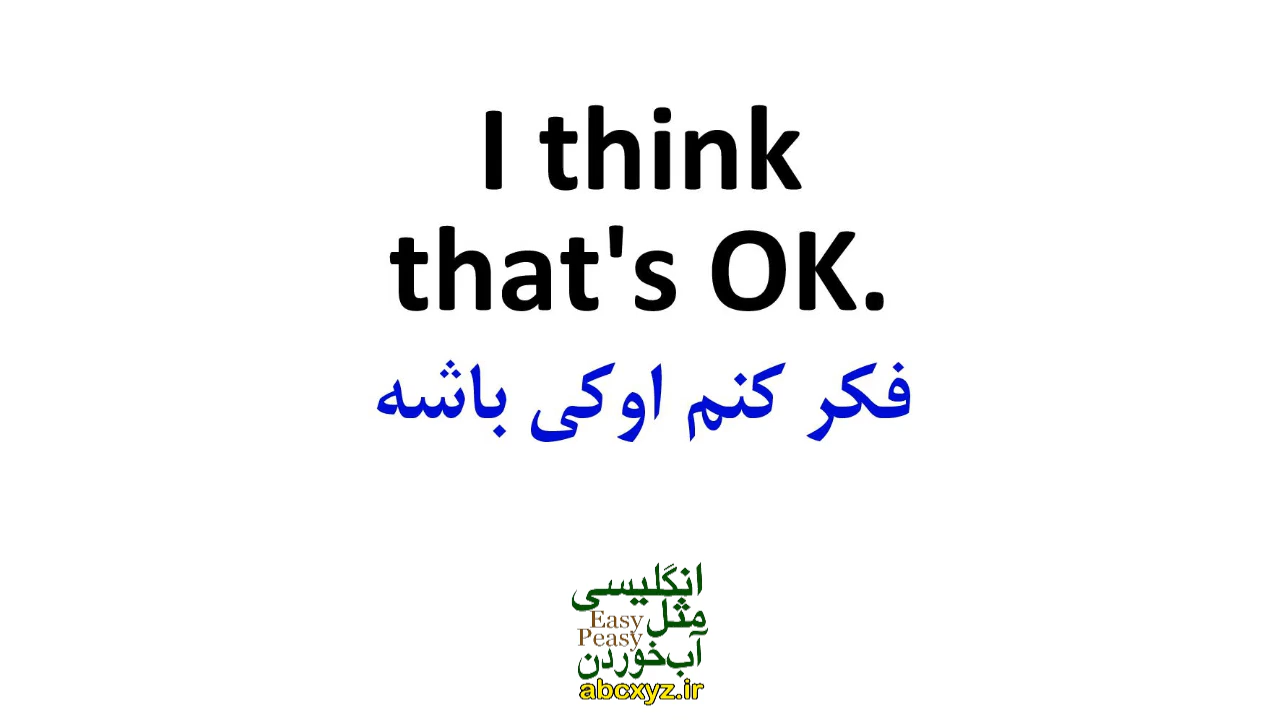 I think
that's OK.
فکر کنم اوکی باشه
انگلیسی
مثل
Easy
Peasy
آب‌خوردن
abcxyz.ir